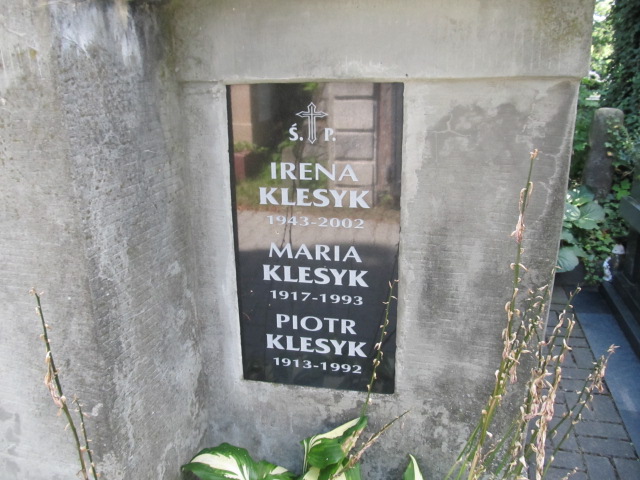 Ś. P.
IRENA
KLESYK
1943-2002
MARIA
KLESYK
1917-1993
PIOTR
KLESYK
1913-1992